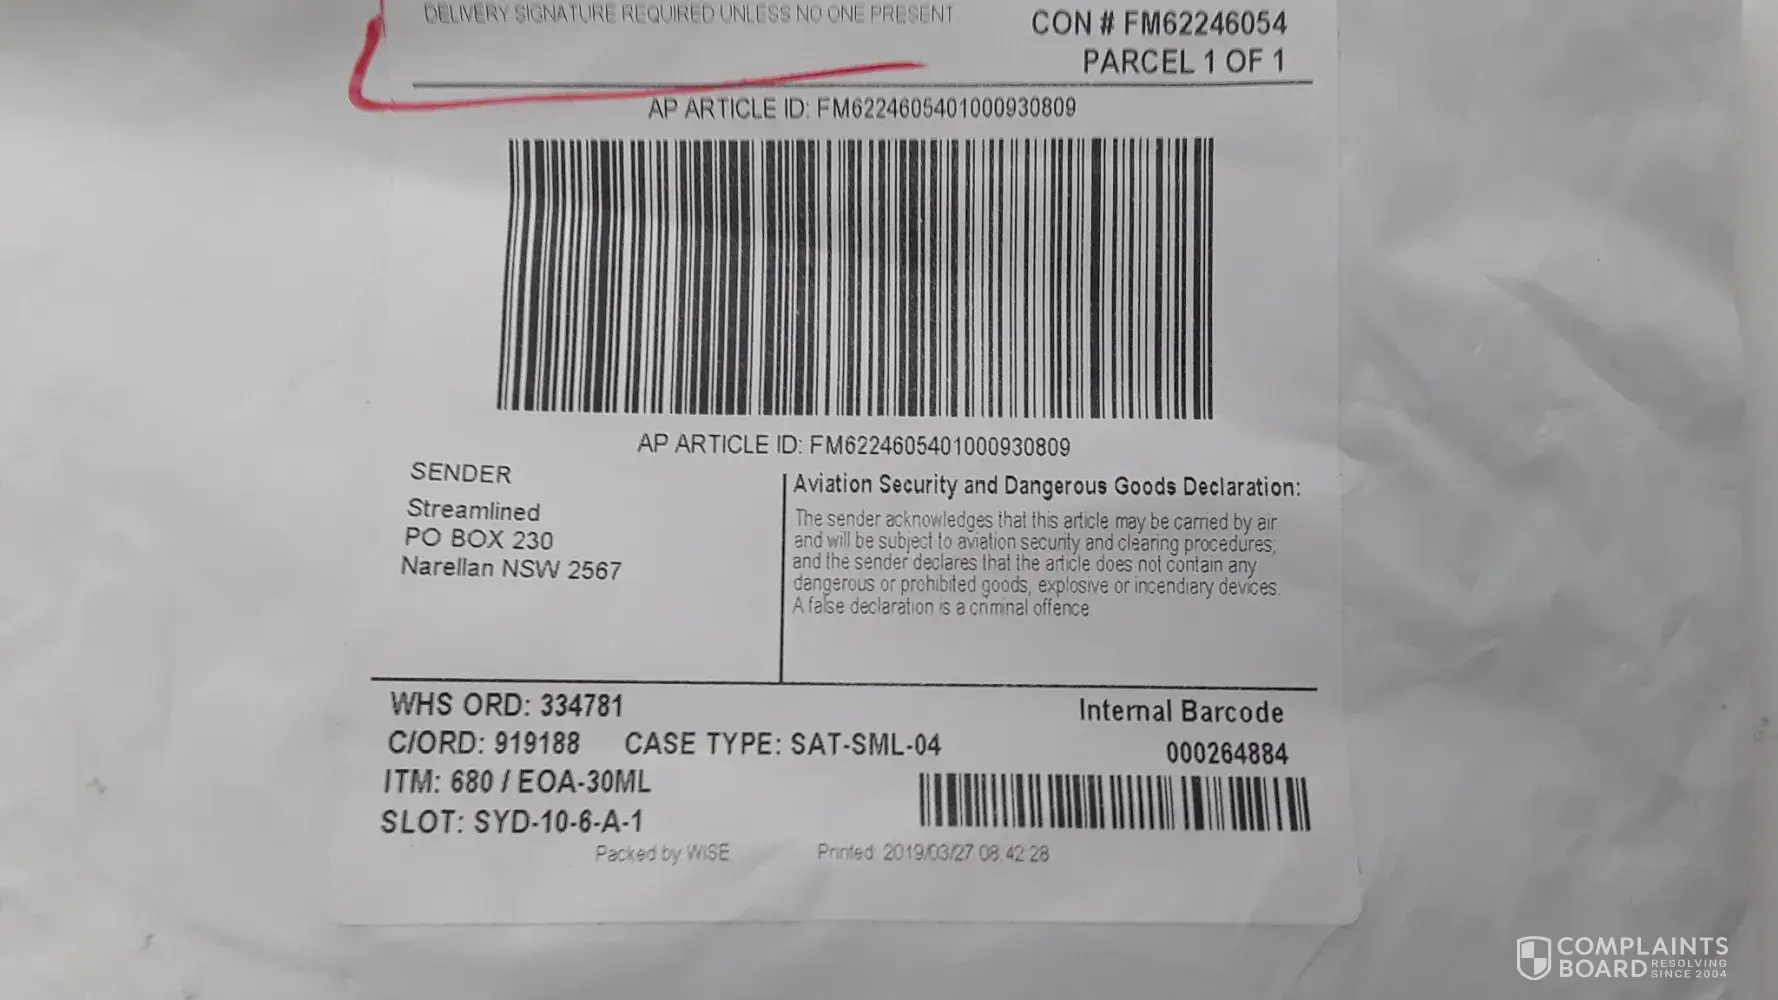 DELIVERY SIGNATURE REQUIRED UNLESS NO ONE PRESENT
CON # FM62246054
PARCEL 1 OF 1
AP ARTICLE ID: FM6224605401000930809
AP ARTICLE ID: FM6224605401000930809
SENDER
Streamlined
PO BOX 230
Narellan NSW 2567
Aviation Security and Dangerous Goods Declaration:
The sender acknowledges that this article may be carried by air
and will be subject to aviation security and clearing procedures,
and the sender declares that the article does not contain any
dangerous or prohibited goods, explosive or incendiary devices.
A false declaration is a criminal offence.
WHS ORD: 334781
C/ORD: 919188 CASE TYPE: SAT-SML-04
ITM: 680 / EOA-30ML
SLOT: SYD-10-6-A-1
Internal Barcode
000264884
Packed by WISE Printed: 2019/03/27 08:42:28
COMPLAINTS
BOARD RESOLVING
SINCE 2004